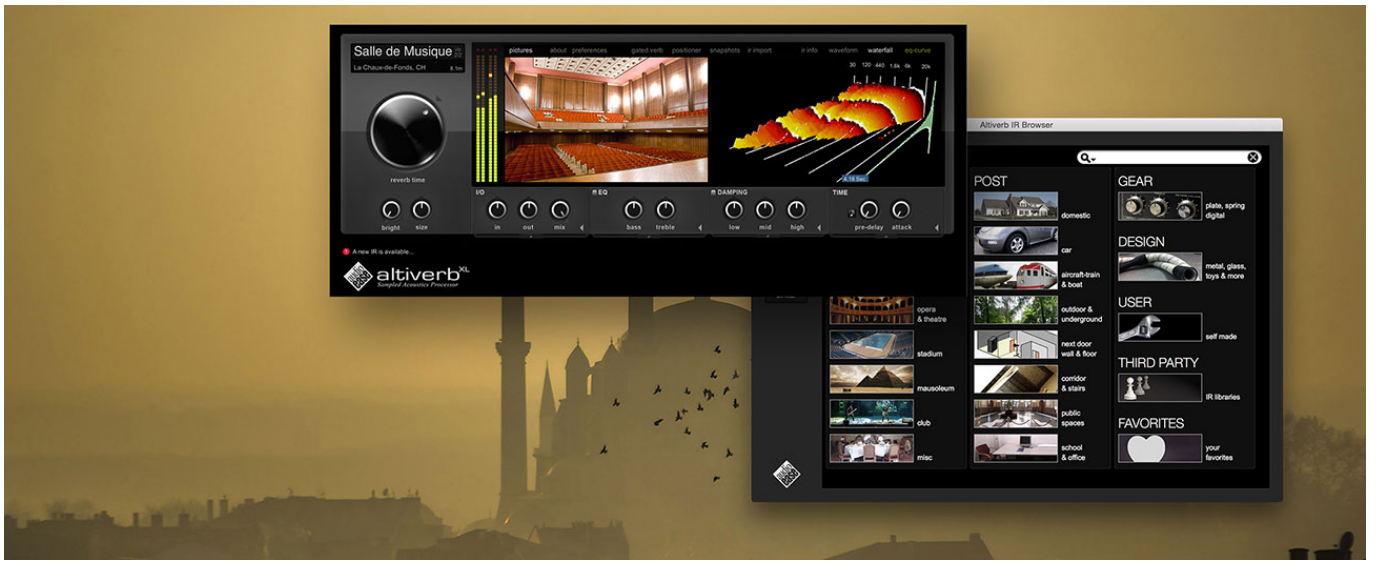 Salle de Musique
La-Chaux-de-Fonds, CH
8.1m
reverb time
bright size
pictures about preferences gated verb positioner snapshots ir import ir info waveform waterfall eq-curve
30 120 440 1.6k 6k 20k
4.16 Sec
I/O
in out mix
EQ
bass treble
DAMPING
low mid high
TIME
pre-delay attack
A new IR is available...
altiverb XL
Sampled Acoustics Processor
Altiverb IR Browser
opera
& theatre
stadium
mausoleum
club
misc
POST
domestic
car
aircraft-train
& boat
outdoor &
underground
next door
wall & floor
corridor
& stairs
public
spaces
school
& office
GEAR
plate, spring
digital
DESIGN
metal, glass,
toys & more
USER
self made
THIRD PARTY
IR libraries
FAVORITES
your
favorites